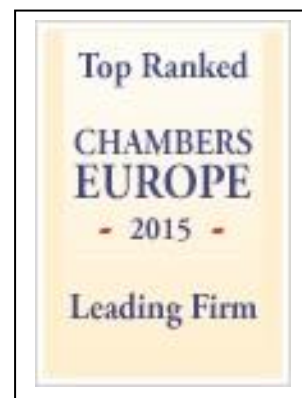 Top Ranked
CHAMBERS
EUROPE
- 2015 -
Leading Firm